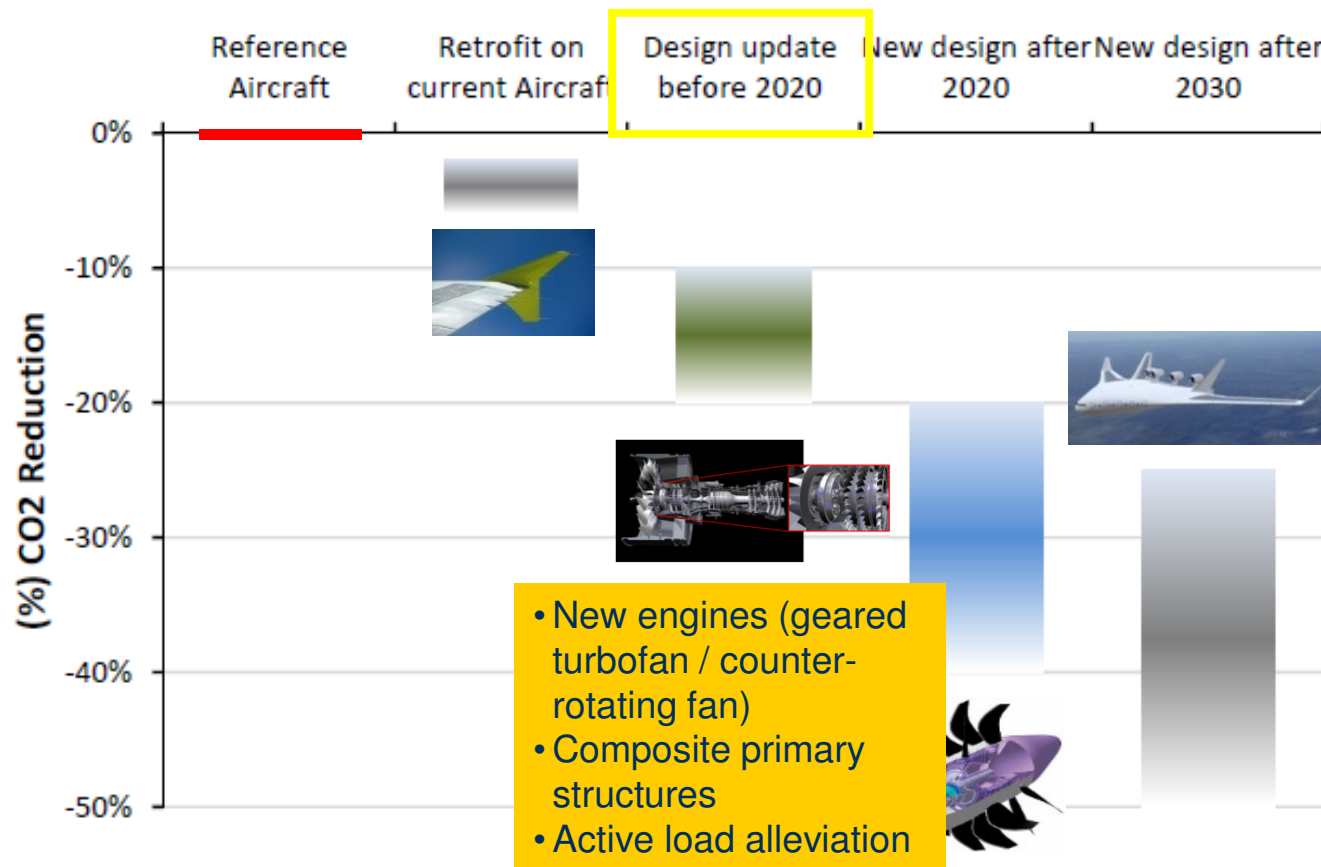 Reference
Aircraft
Retrofit on
current Aircraft
Design update
before 2020
New design after
2020
New design after
2030
0%
-10%
-20%
-30%
-40%
-50%
(%) CO2 Reduction
• New engines (geared
turbofan / counter-
rotating fan)
• Composite primary
structures
• Active load alleviation